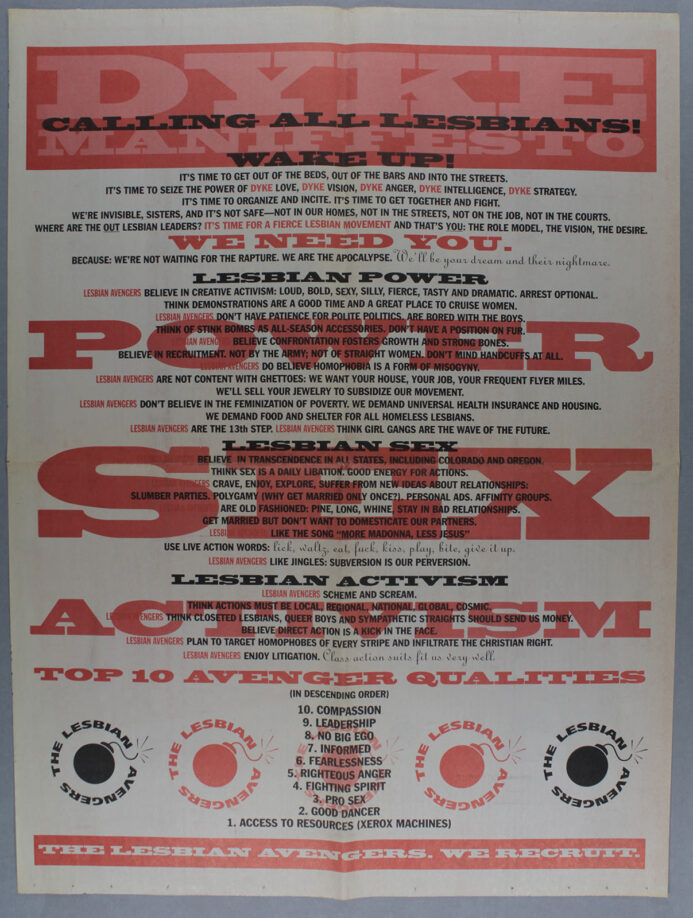 DYKE
CALLING ALL LESBIANS!
MANIFESTO
WAKE UP!
IT'S TIME TO GET OUT OF THE BEDS, OUT OF THE BARS AND INTO THE STREETS.
IT'S TIME TO SEIZE THE POWER OF DYKE LOVE, DYKE VISION, DYKE ANGER, DYKE INTELLIGENCE, DYKE STRATEGY.
IT'S TIME TO ORGANIZE AND INCITE. IT'S TIME TO GET TOGETHER AND FIGHT.
WE'RE INVISIBLE, SISTERS, AND IT'S NOT SAFE—NOT IN OUR HOMES, NOT IN THE STREETS, NOT ON THE JOB, NOT IN THE COURTS.
WHERE ARE THE OUT LESBIAN LEADERS? IT'S TIME FOR A FIERCE LESBIAN MOVEMENT AND THAT'S YOU: THE ROLE MODEL, THE VISION, THE DESIRE.
WE NEED YOU.
BECAUSE: WE'RE NOT WAITING FOR THE RAPTURE. WE ARE THE APOCALYPSE. We'll be your dream and their nightmare.
LESBIAN POWER
LESBIAN AVENGERS BELIEVE IN CREATIVE ACTIVISM: LOUD, BOLD, SEXY, SILLY, FIERCE, TASTY AND DRAMATIC. ARREST OPTIONAL.
THINK DEMONSTRATIONS ARE A GOOD TIME AND A GREAT PLACE TO CRUISE WOMEN.
LESBIAN AVENGERS DON'T HAVE PATIENCE FOR POLITE POLITICS. ARE BORED WITH THE BOYS.
POWER
THINK OF STINK BOMBS AS ALL-SEASON ACCESSORIES. DON'T HAVE A POSITION ON FUR.
LESBIAN AVENGERS BELIEVE CONFRONTATION FOSTERS GROWTH AND STRONG BONES.
BELIEVE IN RECRUITMENT. NOT BY THE ARMY; NOT OF STRAIGHT WOMEN. DON'T MIND HANDCUFFS AT ALL.
LESBIAN AVENGERS DO BELIEVE HOMOPHOBIA IS A FORM OF MISOGYNY.
LESBIAN AVENGERS ARE NOT CONTENT WITH GHETTOES: WE WANT YOUR HOUSE, YOUR JOB, YOUR FREQUENT FLYER MILES.
WE'LL SELL YOUR JEWELRY TO SUBSIDIZE OUR MOVEMENT.
LESBIAN AVENGERS DON'T BELIEVE IN THE FEMINIZATION OF POVERTY. WE DEMAND UNIVERSAL HEALTH INSURANCE AND HOUSING.
WE DEMAND FOOD AND SHELTER FOR ALL HOMELESS LESBIANS.
LESBIAN AVENGERS ARE THE 13th STEP. LESBIAN AVENGERS THINK GIRL GANGS ARE THE WAVE OF THE FUTURE.
LESBIAN SEX
SEX
BELIEVE IN TRANSCENDENCE IN ALL STATES, INCLUDING COLORADO AND OREGON.
THINK SEX IS A DAILY LIBATION. GOOD ENERGY FOR ACTIONS.
LESBIAN AVENGERS CRAVE, ENJOY, EXPLORE, SUFFER FROM NEW IDEAS ABOUT RELATIONSHIPS:
SLUMBER PARTIES. POLYGAMY (WHY GET MARRIED ONLY ONCE?). PERSONAL ADS. AFFINITY GROUPS.
ARE OLD FASHIONED: PINE, LONG, WHINE, STAY IN BAD RELATIONSHIPS.
GET MARRIED BUT DON'T WANT TO DOMESTICATE OUR PARTNERS.
LESBIAN AVENGERS LIKE THE SONG "MORE MADONNA, LESS JESUS"
USE LIVE ACTION WORDS: lick, waltz, eat, fuck, kiss, play, bite, give it up.
LESBIAN AVENGERS LIKE JINGLES: SUBVERSION IS OUR PERVERSION.
LESBIAN ACTIVISM
LESBIAN AVENGERS SCHEME AND SCREAM.
ACTIVISM
THINK ACTIONS MUST BE LOCAL, REGIONAL, NATIONAL, GLOBAL, COSMIC.
LESBIAN AVENGERS THINK CLOSETED LESBIANS, QUEER BOYS AND SYMPATHETIC STRAIGHTS SHOULD SEND US MONEY.
BELIEVE DIRECT ACTION IS A KICK IN THE FACE.
LESBIAN AVENGERS PLAN TO TARGET HOMOPHOBES OF EVERY STRIPE AND INFILTRATE THE CHRISTIAN RIGHT.
LESBIAN AVENGERS ENJOY LITIGATION. Class action suits fit us very well.
TOP 10 AVENGER QUALITIES
(IN DESCENDING ORDER)
10. COMPASSION
9. LEADERSHIP
8. NO BIG EGO
7. INFORMED
6. FEARLESSNESS
5. RIGHTEOUS ANGER
4. FIGHTING SPIRIT
3. PRO SEX
2. GOOD DANCER
1. ACCESS TO RESOURCES (XEROX MACHINES)
THE LESBIAN AVENGERS
THE LESBIAN AVENGERS
THE LESBIAN AVENGERS
THE LESBIAN AVENGERS
THE LESBIAN AVENGERS
THE LESBIAN AVENGERS. WE RECRUIT.